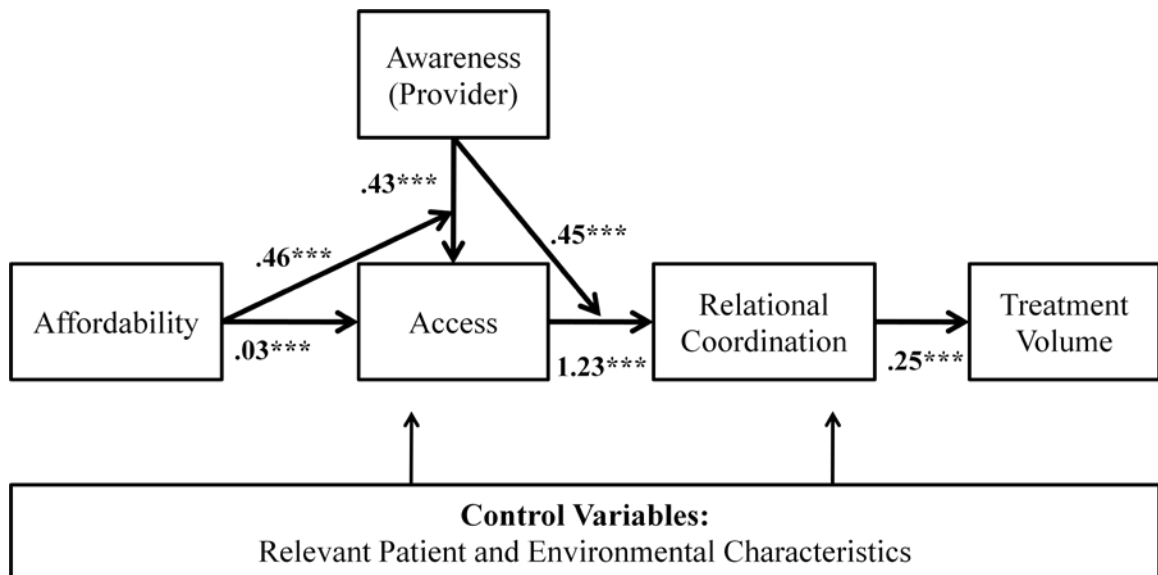 Awareness
(Provider)
.43***
.46***
.45***
Affordability
Access
Relational
Coordination
Treatment
Volume
.03***
1.23***
.25***
Control Variables:
Relevant Patient and Environmental Characteristics